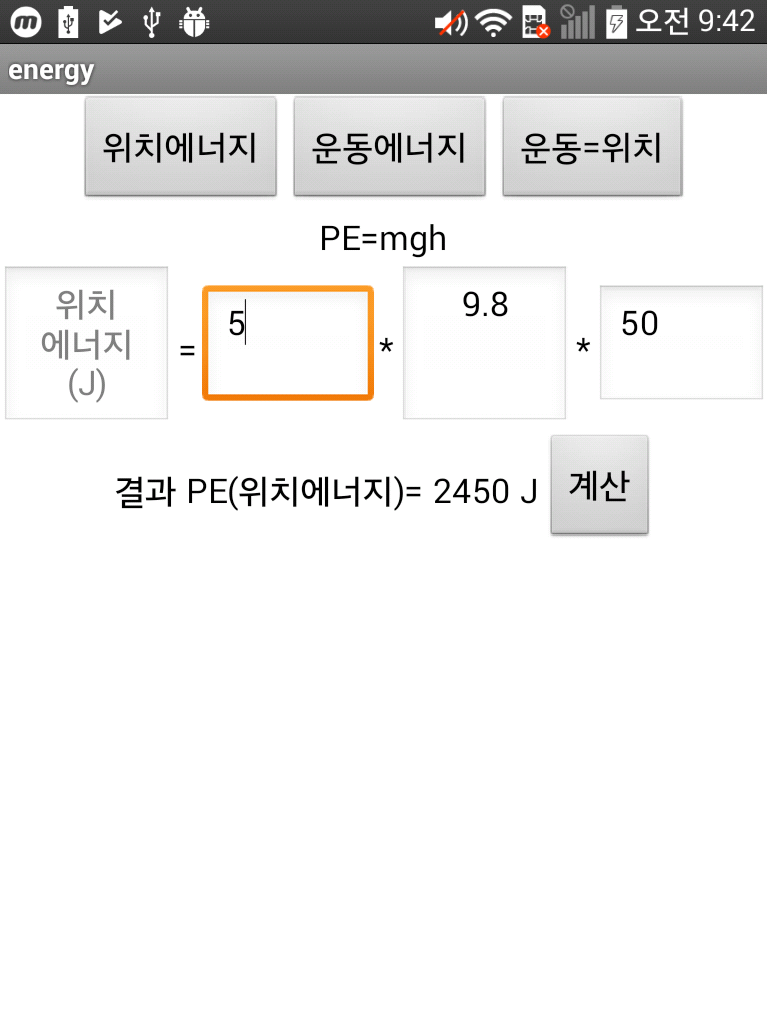 오전 9:42
energy
위치에너지 운동에너지 운동=위치
PE=mgh
위치
에너지
(J)
= 5 * 9.8 * 50
결과 PE(위치에너지)= 2450 J 계산